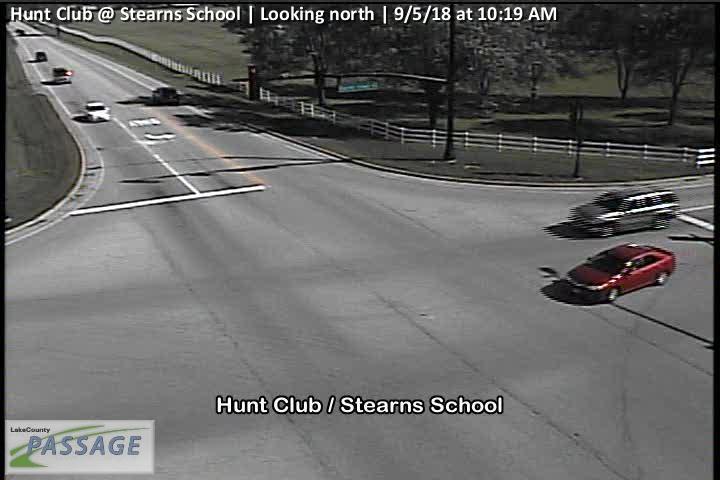 Hunt Club @ Stearns School | Looking north | 9/5/18 at 10:19 AM
Hunt Club / Stearns School
LakeCounty
PASSAGE